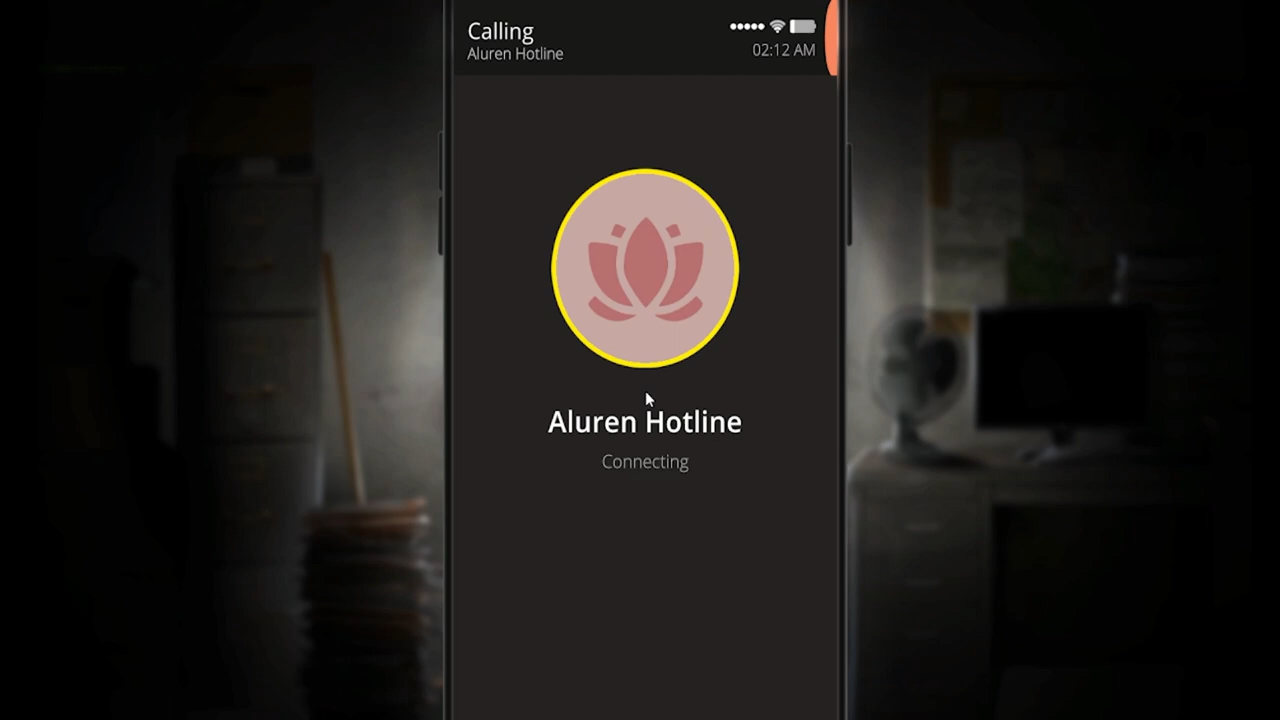 Calling
Aluren Hotline
02:12 AM
Aluren Hotline
Connecting